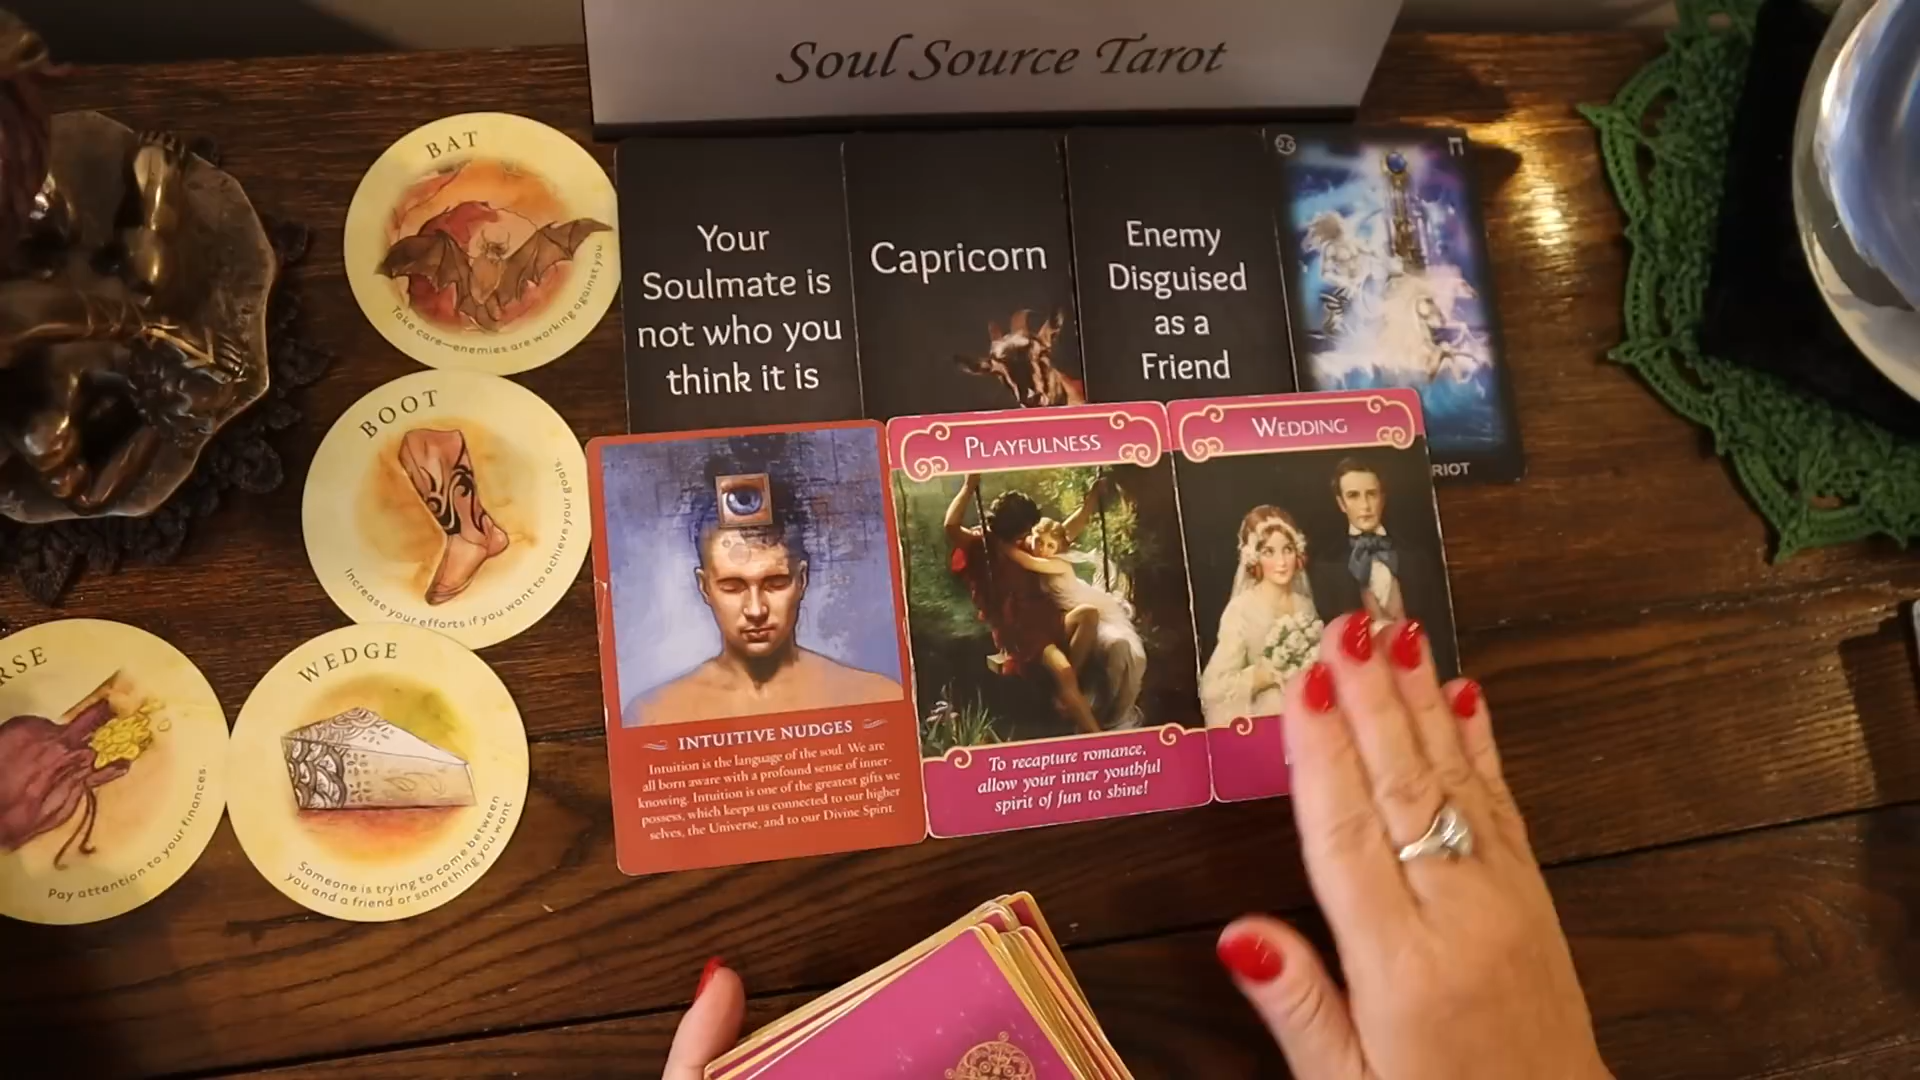 Soul Source Tarot
BAT
Take care—enemies are working against you
Your
Soulmate is
not who you
think it is
Capricorn
Enemy
Disguised
as a
Friend
RIOT
BOOT
Increase your efforts if you want to achieve your goals.
RSE
Pay attention to your finances.
WEDGE
Someone is trying to come between
you and a friend or something you want
INTUITIVE NUDGES
Intuition is the language of the soul. We are
all born aware with a profound sense of inner-
knowing. Intuition is one of the greatest gifts we
possess, which keeps us connected to our higher
selves, the Universe, and to our Divine Spirit.
PLAYFULNESS
To recapture romance,
allow your inner youthful
spirit of fun to shine!
WEDDING